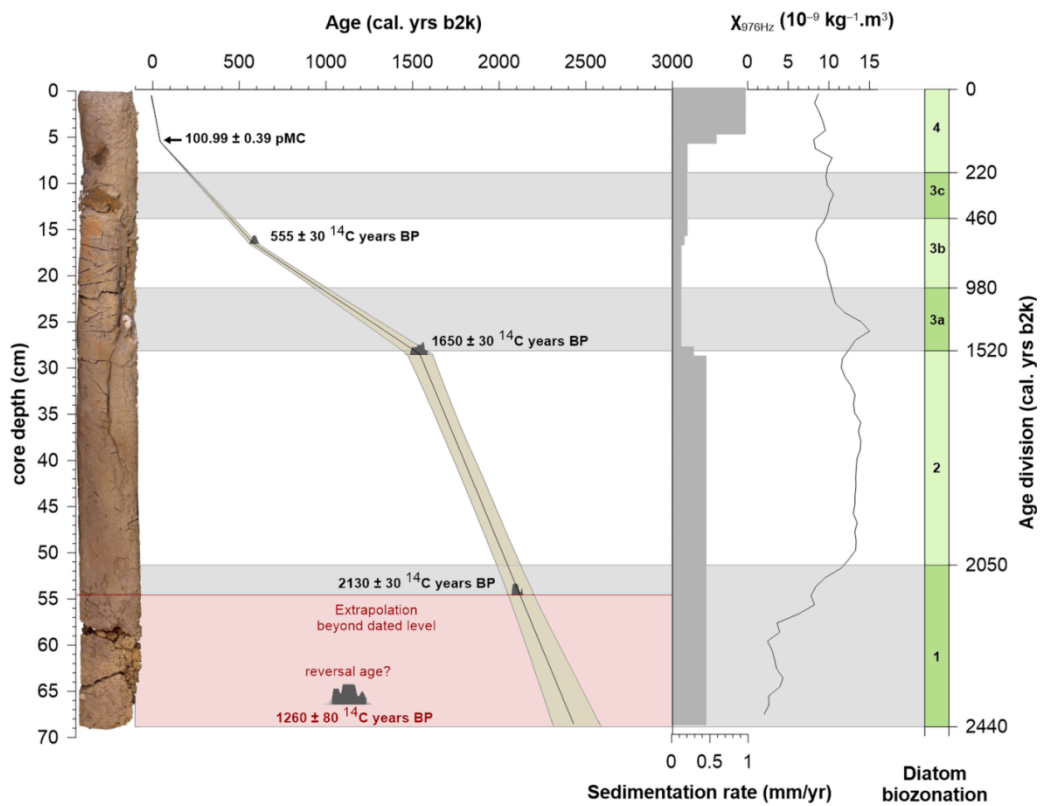 Age (cal. yrs b2k)
χ976Hz (10⁻⁹ kg⁻¹.m³)
0 500 1000 1500 2000 2500 3000
0 5 10 15
0
5
10
15
20
25
30
35
40
45
50
55
60
65
70
core depth (cm)
100.99 ± 0.39 pMC
555 ± 30 ¹⁴C years BP
1650 ± 30 ¹⁴C years BP
2130 ± 30 ¹⁴C years BP
Extrapolation
beyond dated level
reversal age?
1260 ± 80 ¹⁴C years BP
4
3c
3b
3a
2
1
0
220
460
980
1520
2050
2440
Age division (cal. yrs b2k)
0 0.5 1
Sedimentation rate (mm/yr)
Diatom
biozonation